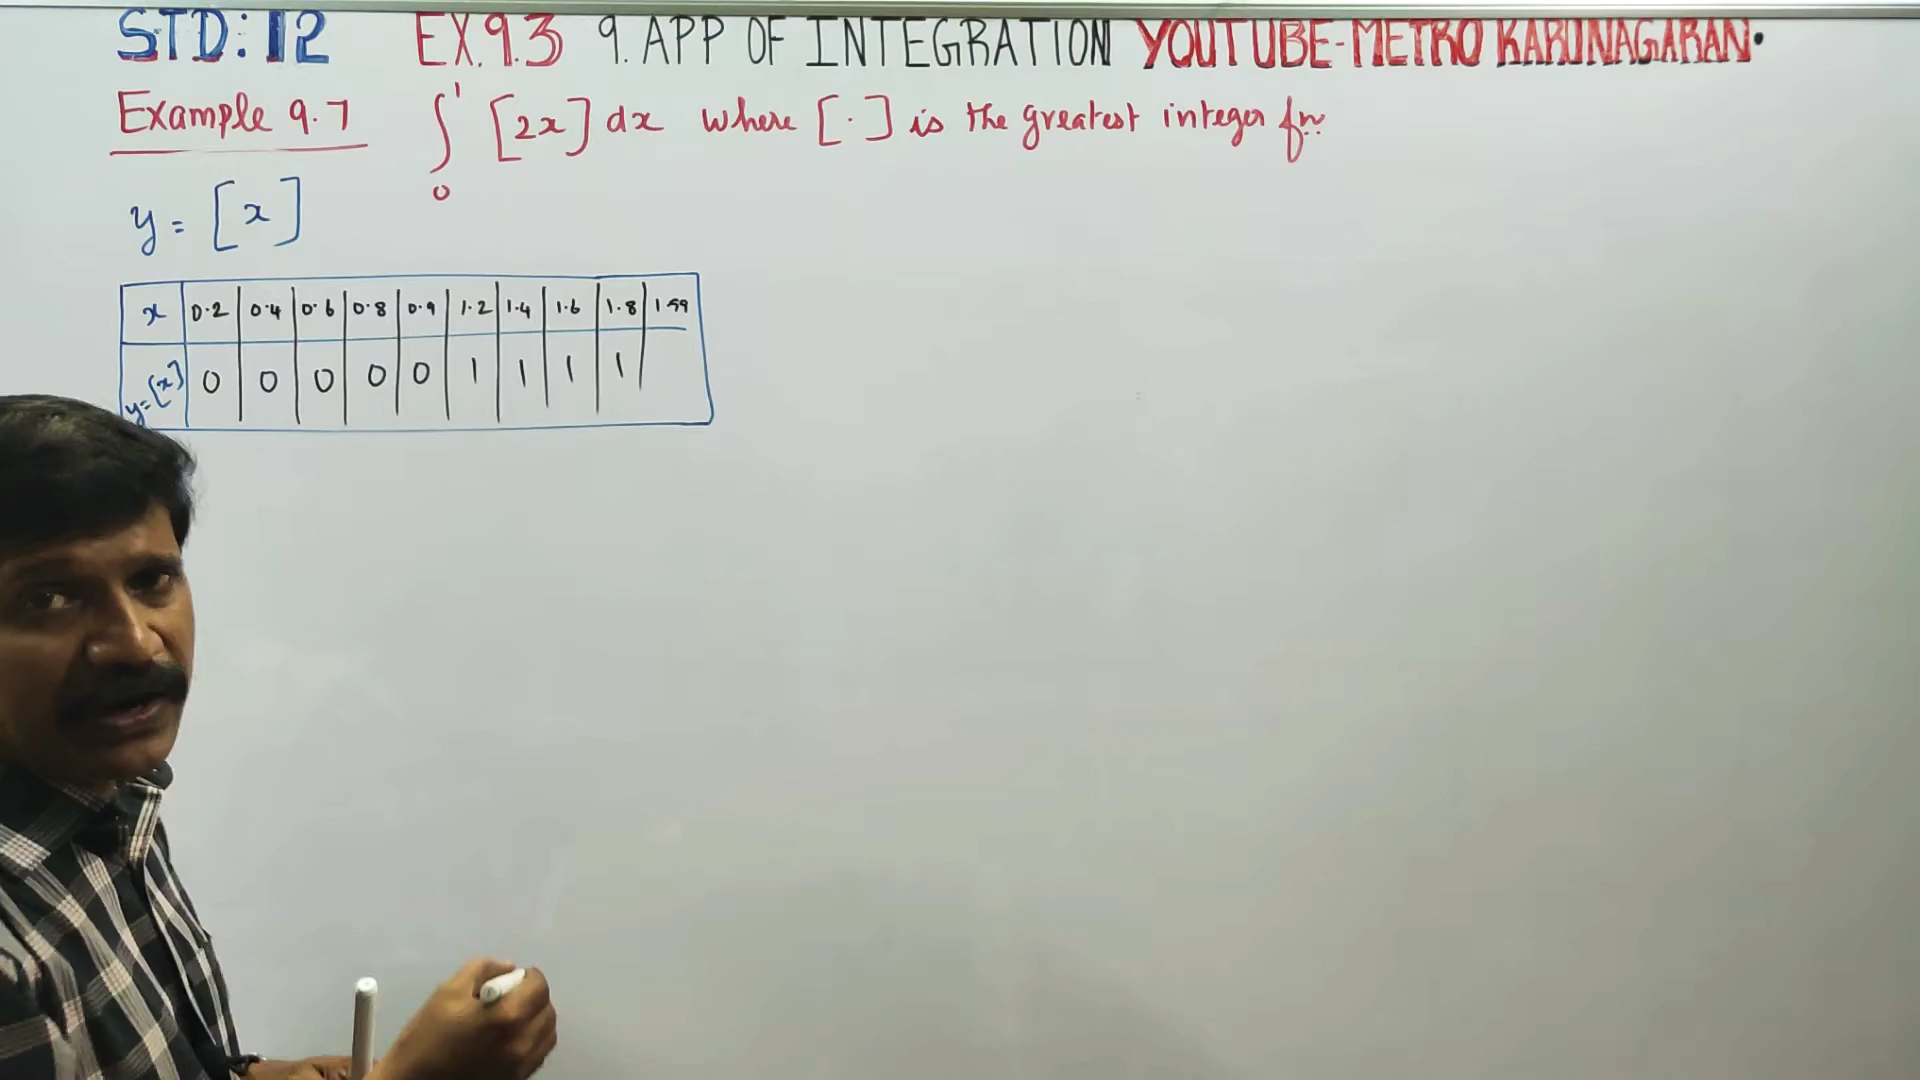 STD: 12 EX.9.3 9. APP OF INTEGRATION YOUTUBE-METRO KARUNAGARAN.
Example 9.7 ∫₀¹ [2x] dx where [·] is the greatest integer fn
y = [x]
x 0.2 0.4 0.6 0.8 0.9 1.2 1.4 1.6 1.8 1.99
y=[x] 0 0 0 0 0 1 1 1 1